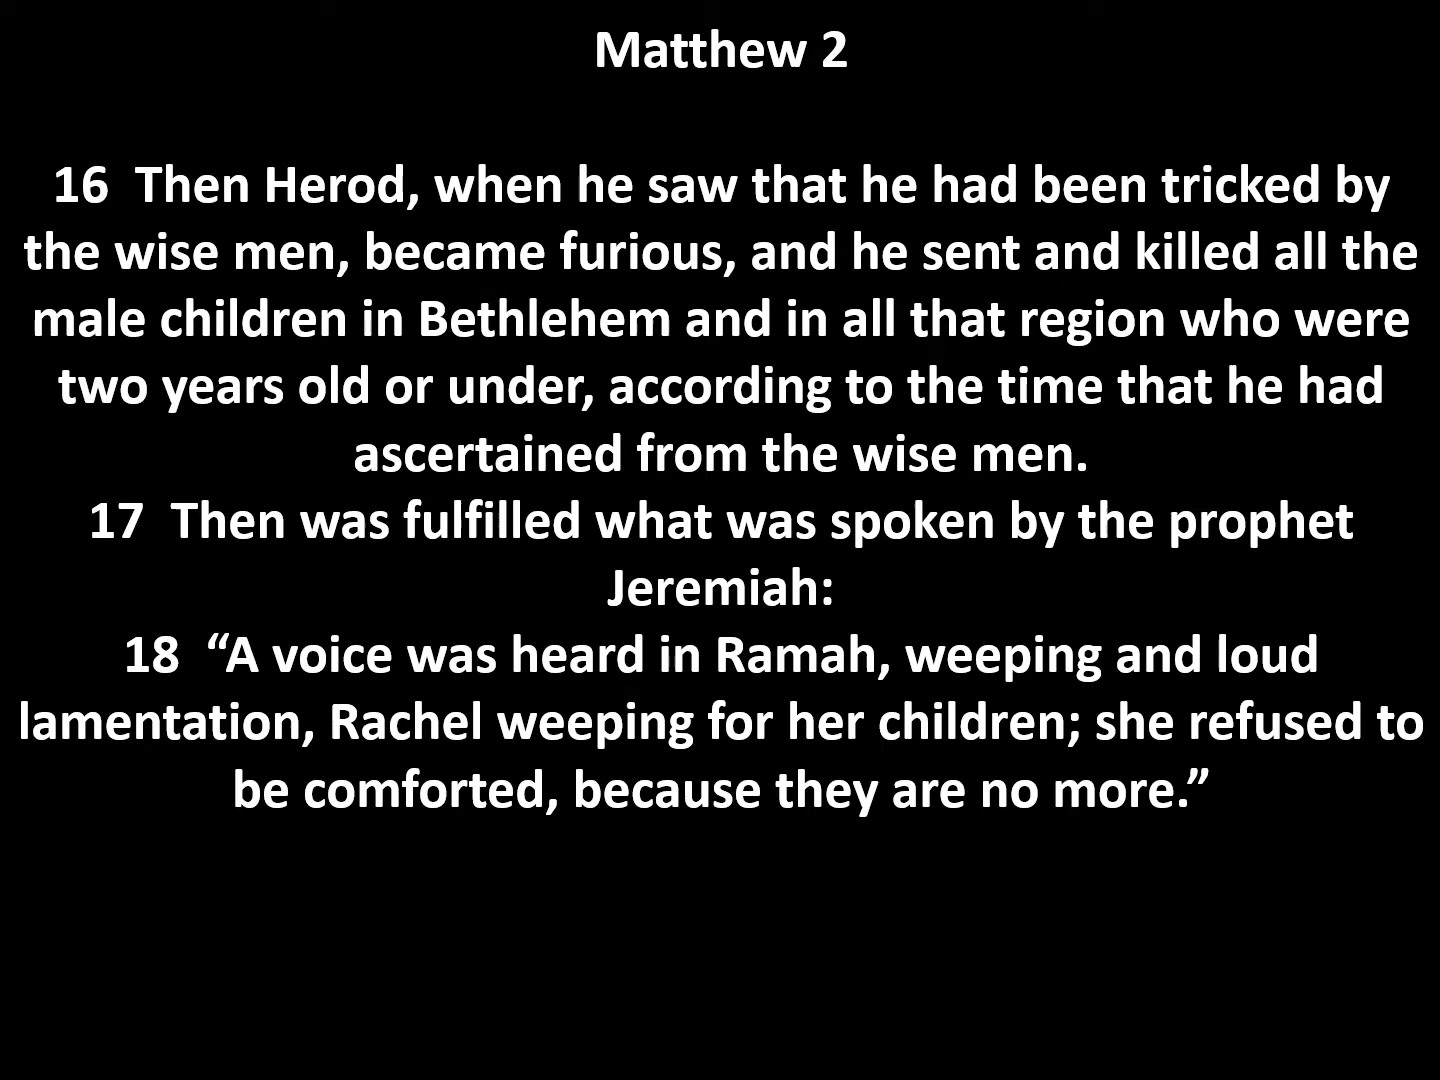 Matthew 2
16  Then Herod, when he saw that he had been tricked by
the wise men, became furious, and he sent and killed all the
male children in Bethlehem and in all that region who were
two years old or under, according to the time that he had
ascertained from the wise men.
17  Then was fulfilled what was spoken by the prophet
Jeremiah:
18  “A voice was heard in Ramah, weeping and loud
lamentation, Rachel weeping for her children; she refused to
be comforted, because they are no more.”